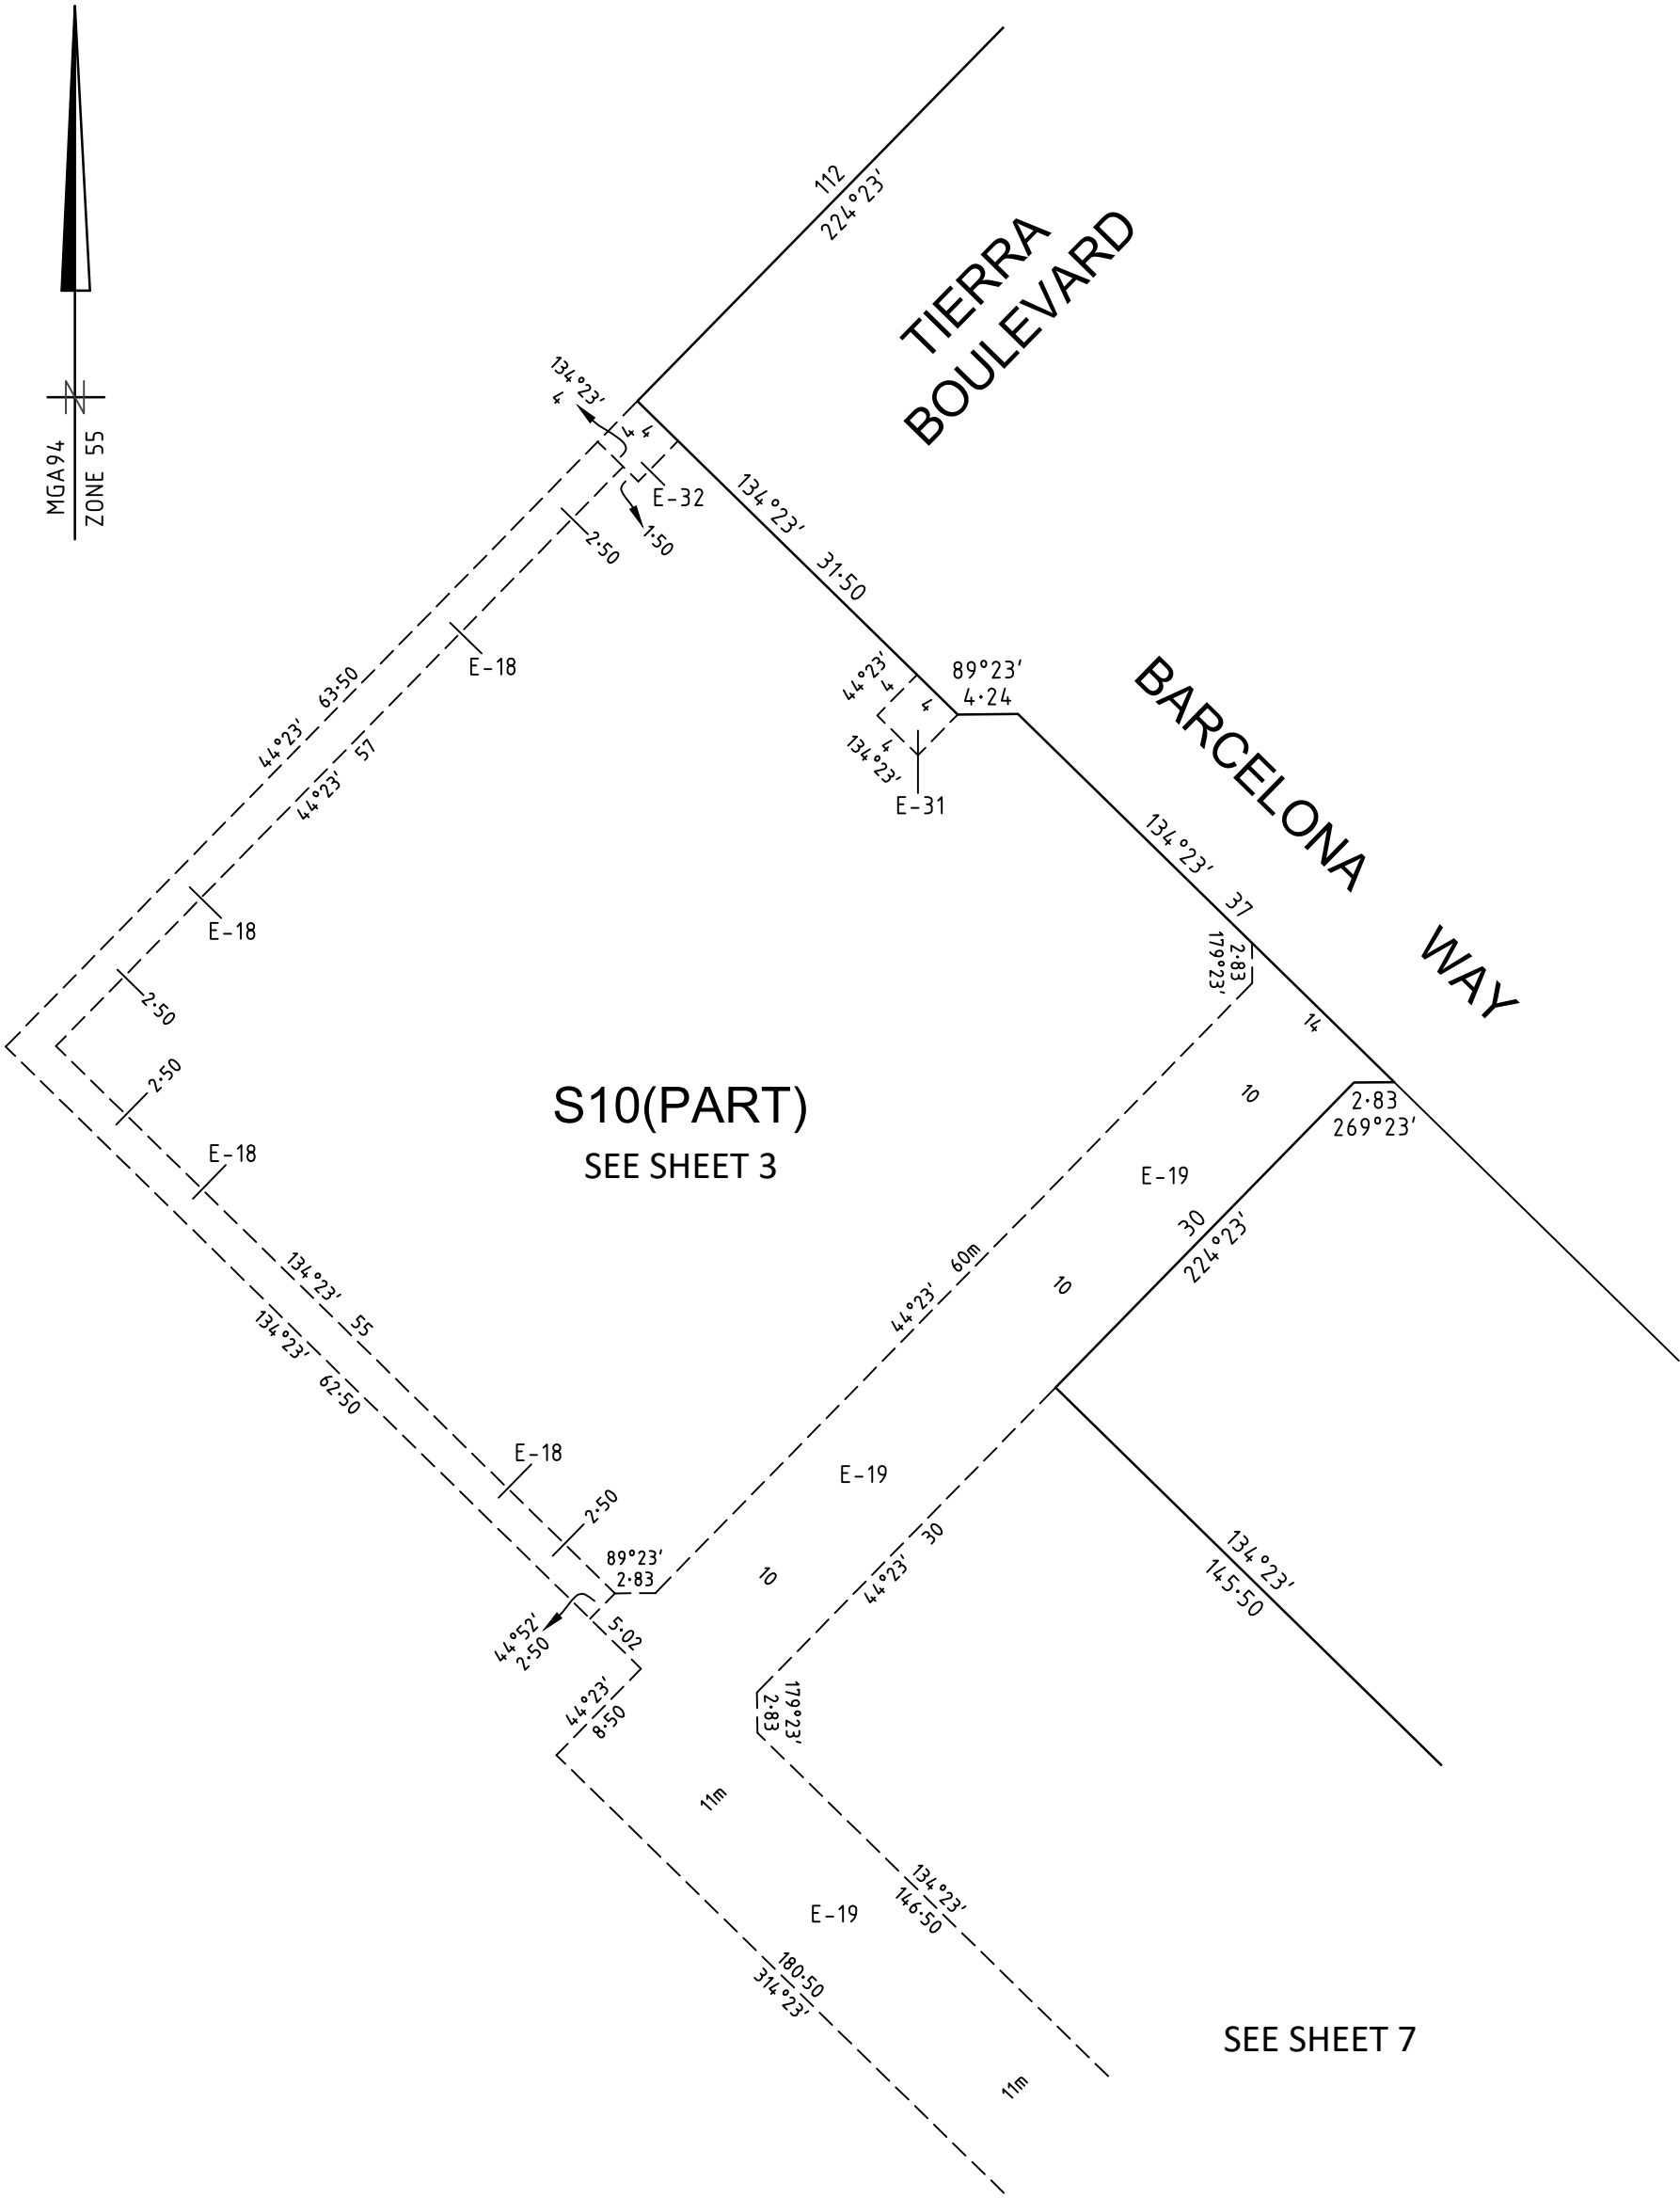 112
224°23'
TIERRA
BOULEVARD
MGA94
ZONE 55
134°23'
4
4
4
E-32
1·50
2·50
134°23' 31·50
E-18
44°23' 63·50
44°23' 57
44°23'
4
4
4
134°23'
E-31
89°23'
4·24
BARCELONA WAY
134°23' 37
2·83
179°23'
14
E-18
2·50
2·50
E-18
S10(PART)
SEE SHEET 3
10
2·83
269°23'
E-19
30
224°23'
44°23' 60m
10
134°23' 55
134°23' 62·50
E-18
2·50
E-19
89°23'
2·83
10
44°23' 30
44°52'
2·50
5·02
44°23'
8·50
179°23'
2·83
134°23'
145·50
11m
134°23'
146·50
E-19
180·50
314°23'
SEE SHEET 7
11m